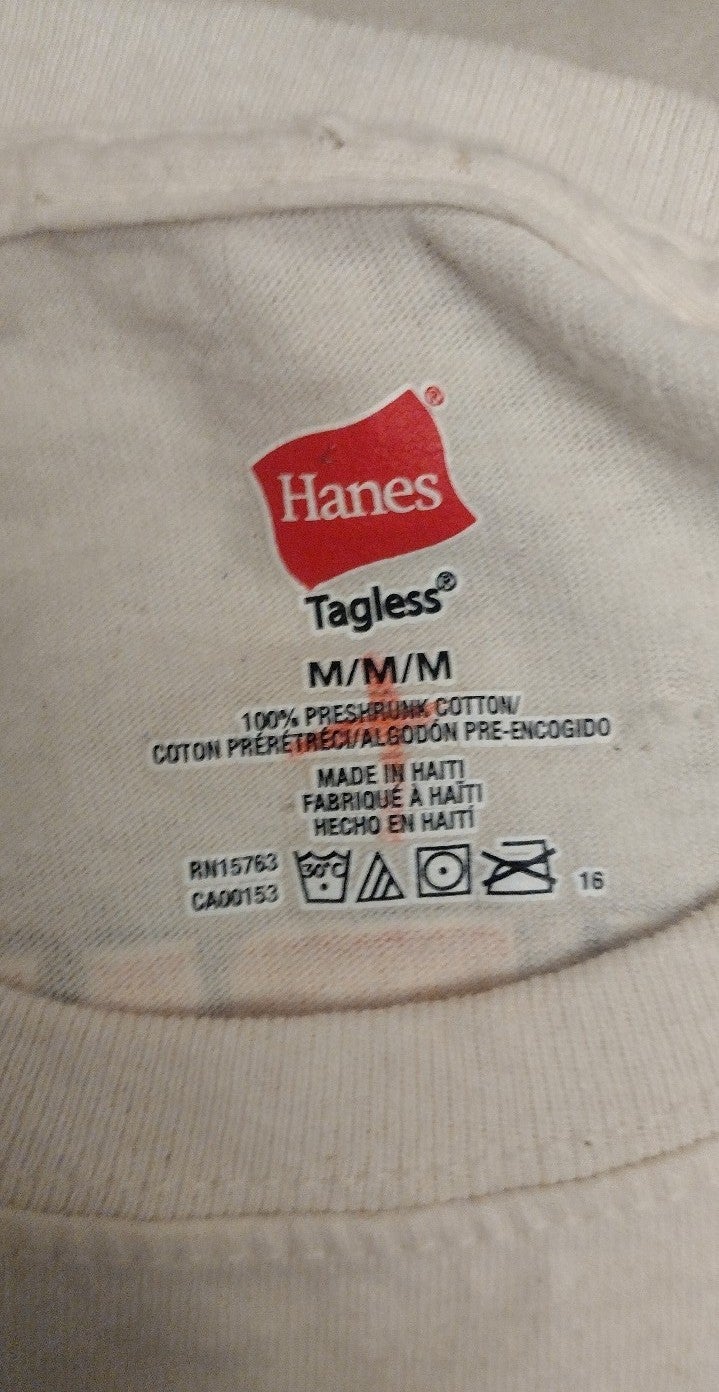 Hanes®
Tagless®
M/M/M
100% PRESHRUNK COTTON/
COTON PRÉRÉTRÉCI/ALGODÓN PRE-ENCOGIDO
MADE IN HAITI
FABRIQUÉ À HAÏTI
HECHO EN HAITÍ
RN15763
CA00153
30°C
16